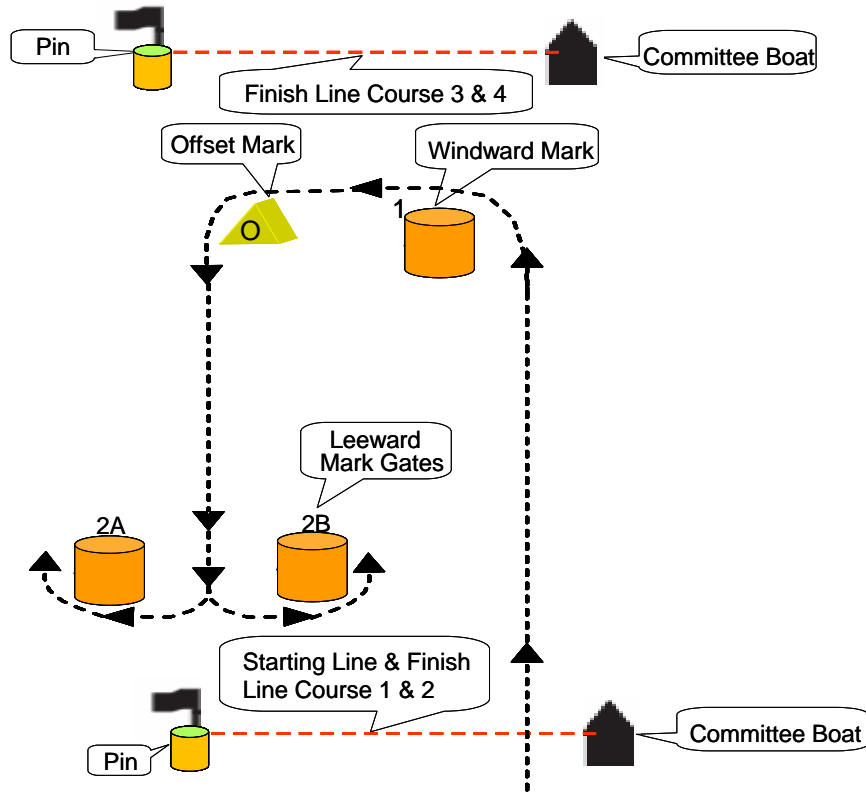 Pin
Committee Boat
Finish Line Course 3 & 4
Offset Mark
Windward Mark
1
O
Leeward
Mark Gates
2A
2B
Starting Line & Finish
Line Course 1 & 2
Committee Boat
Pin